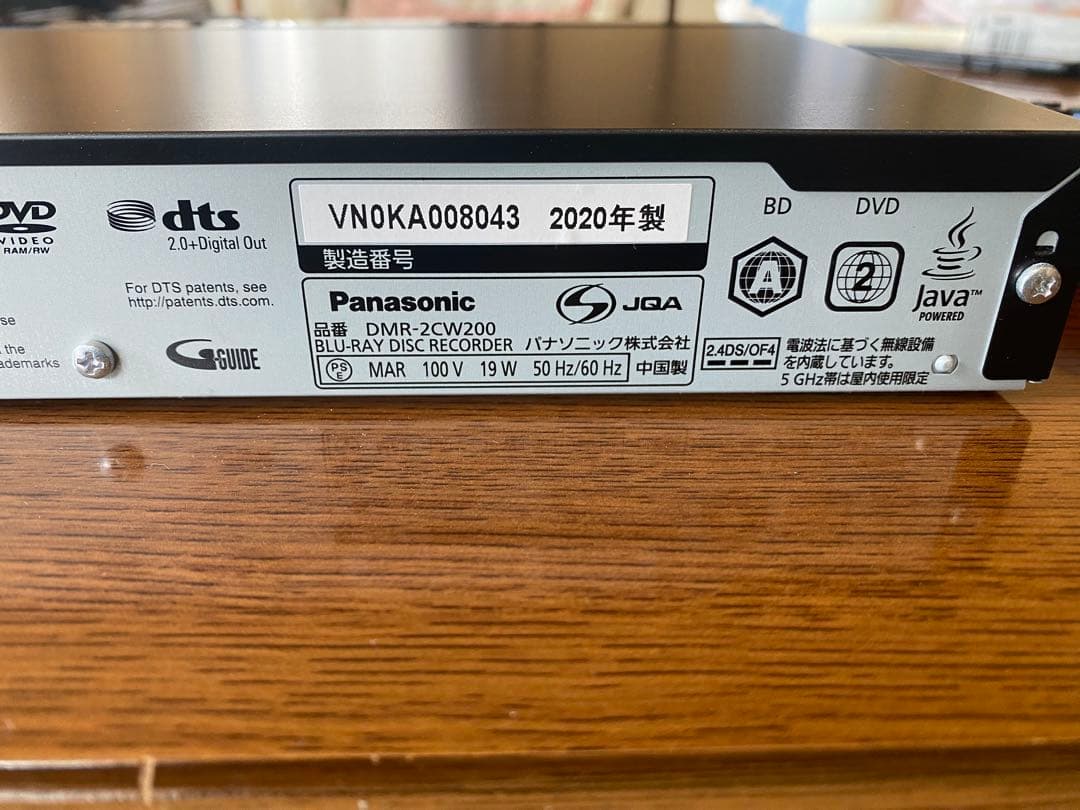 DVD
VIDEO
RAM/RW
dts
2.0+Digital Out
For DTS patents, see
http://patents.dts.com.
the
ademarks
G-GUIDE
VN0KA008043 2020年製
製造番号
Panasonic
JQA
品番 DMR-2CW200
BLU-RAY DISC RECORDER パナソニック株式会社
PS
E
MAR 100 V 19 W 50 Hz/60 Hz 中国製
BD
DVD
A
2
Java™
POWERED
2.4DS/OF4
電波法に基づく無線設備
を内蔵しています。
5 GHz帯は屋内使用限定